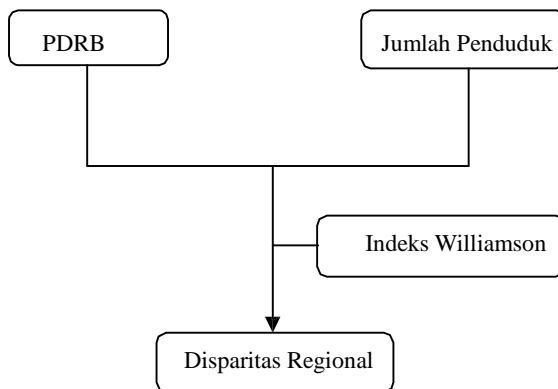 PDRB
Jumlah Penduduk
Indeks Williamson
Disparitas Regional